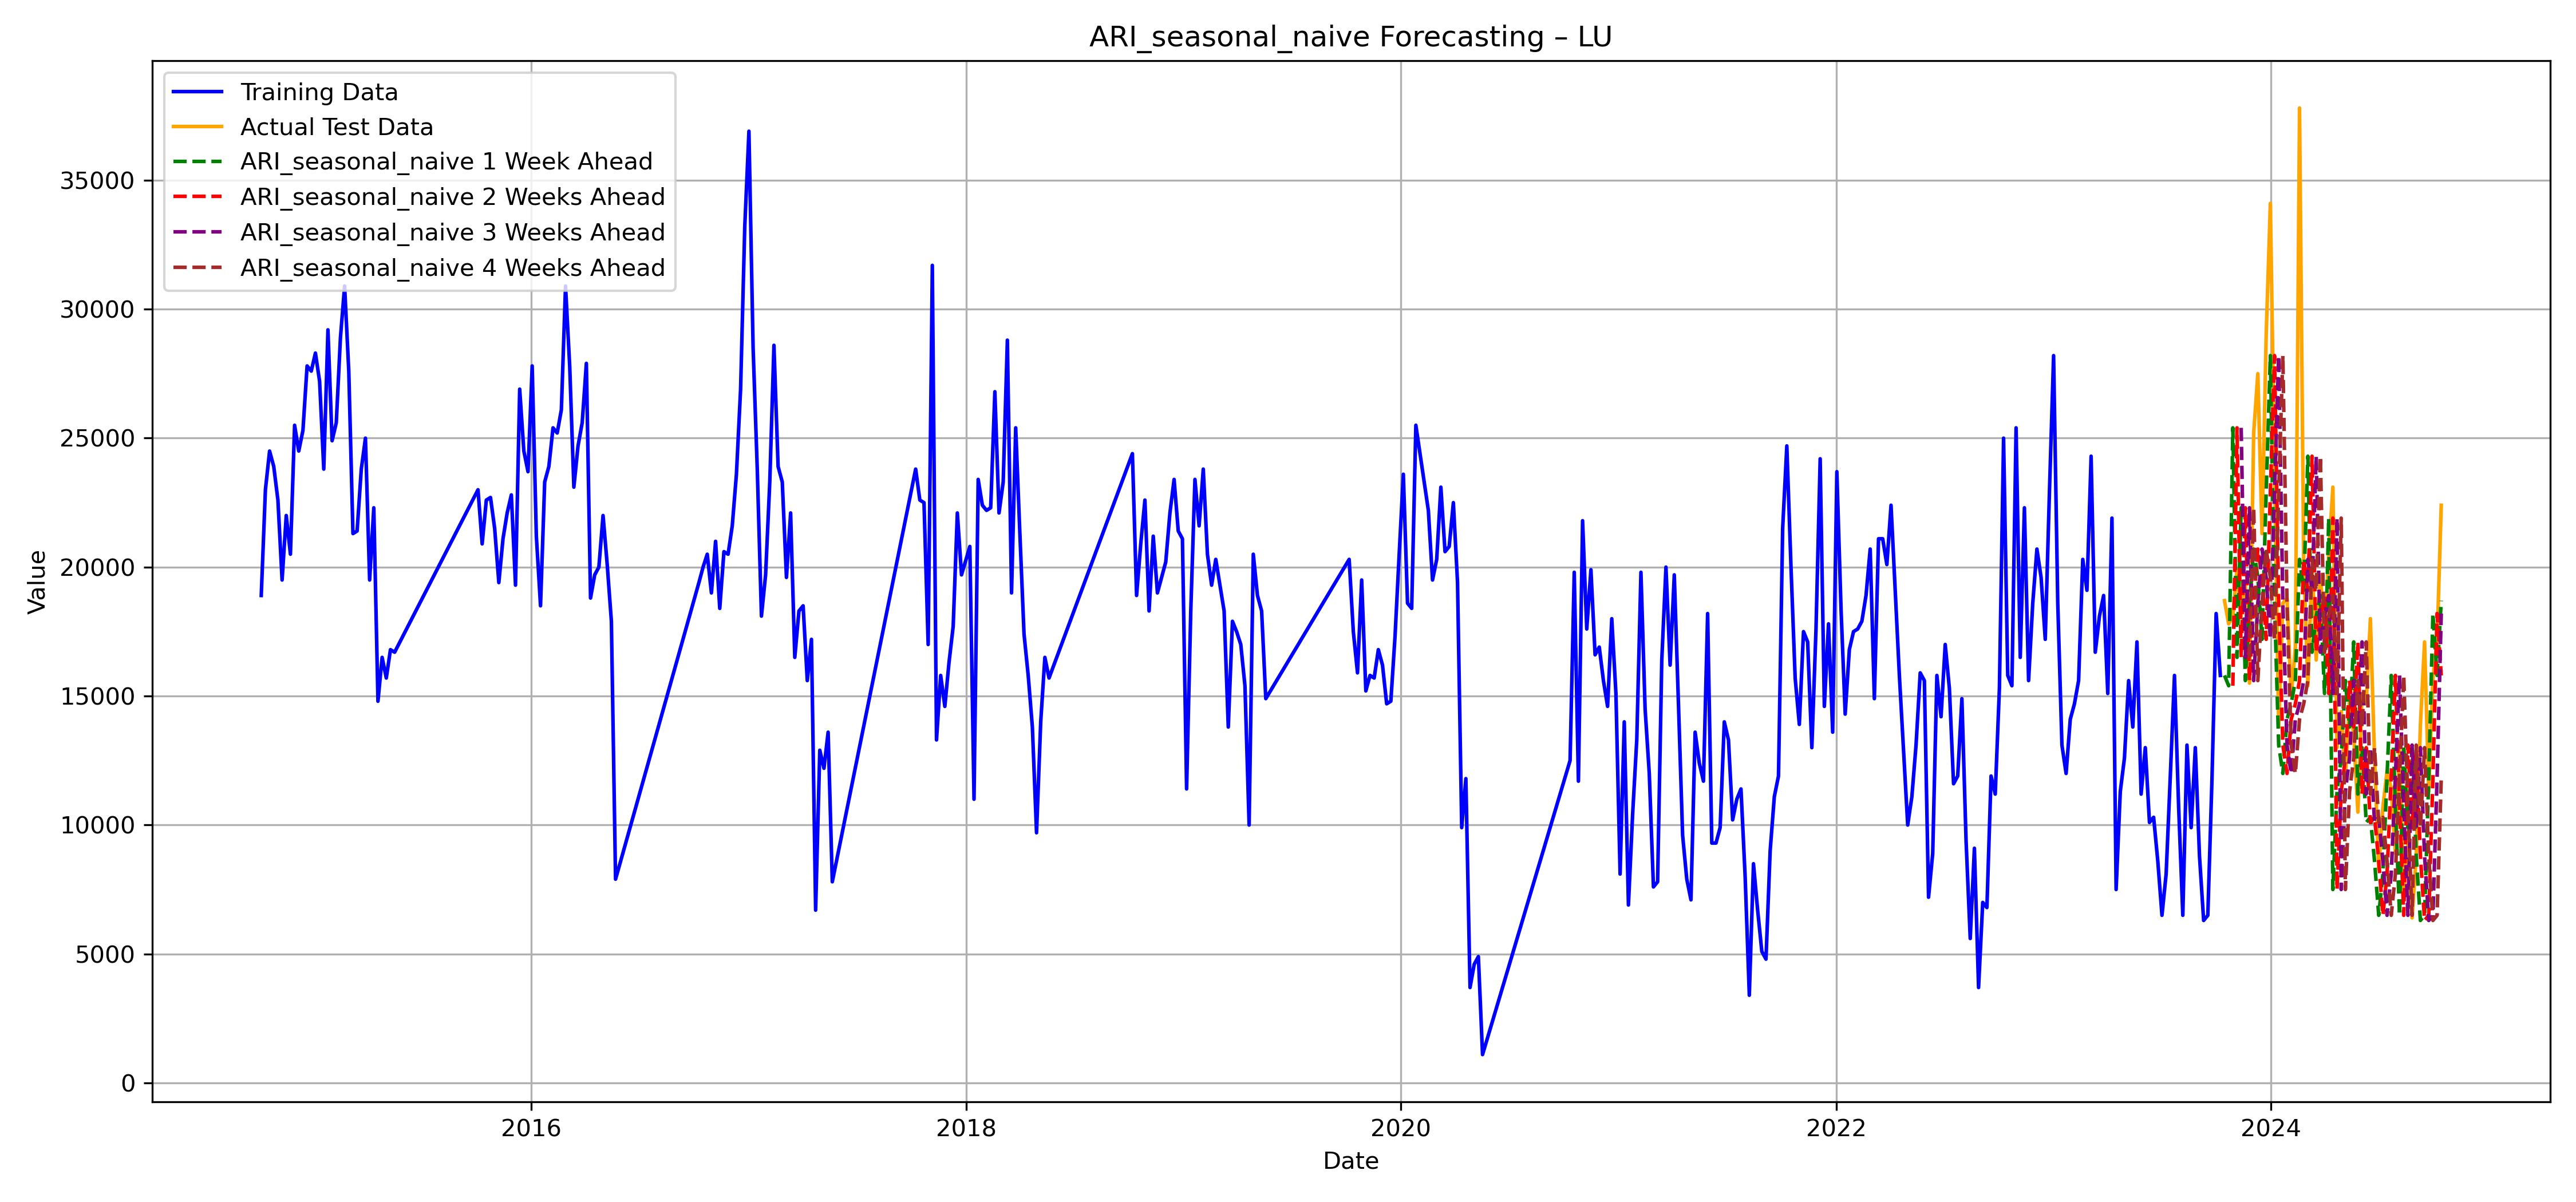 ARI_seasonal_naive Forecasting – LU
Training Data
Actual Test Data
ARI_seasonal_naive 1 Week Ahead
ARI_seasonal_naive 2 Weeks Ahead
ARI_seasonal_naive 3 Weeks Ahead
ARI_seasonal_naive 4 Weeks Ahead
Value
35000
30000
25000
20000
15000
10000
5000
0
2016
2018
2020
2022
2024
Date